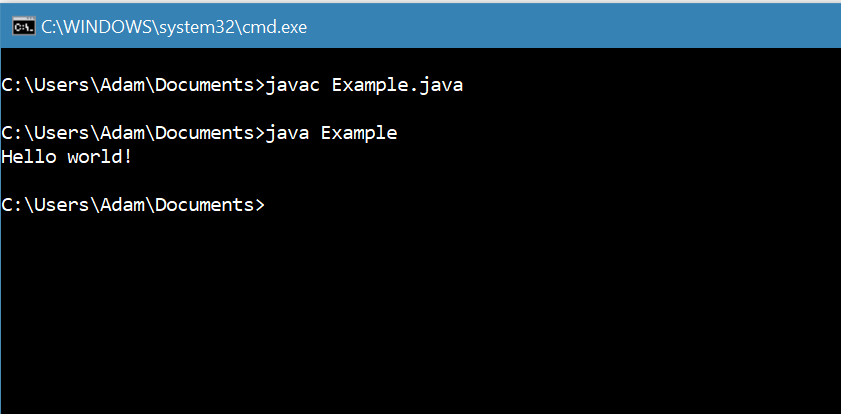 C:\WINDOWS\system32\cmd.exe
C:\Users\Adam\Documents>javac Example.java
C:\Users\Adam\Documents>java Example
Hello world!
C:\Users\Adam\Documents>